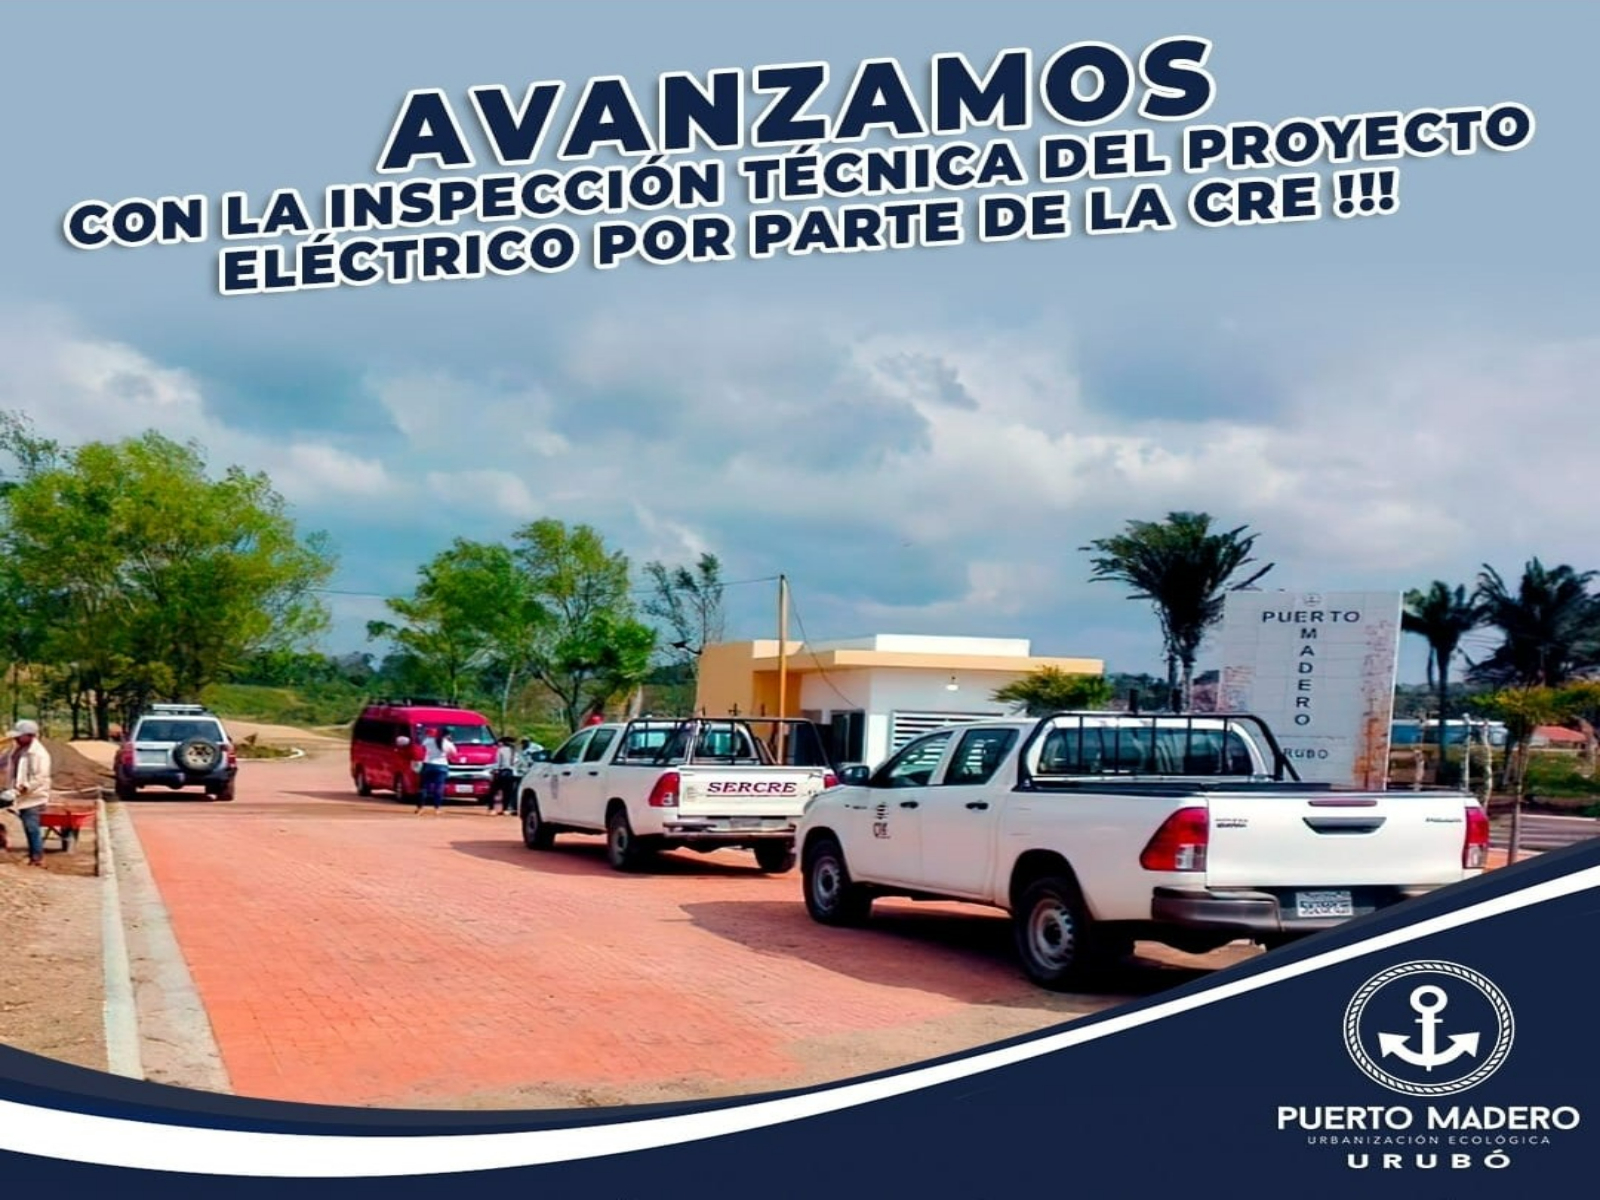 AVANZAMOS
CON LA INSPECCIÓN TÉCNICA DEL PROYECTO
ELÉCTRICO POR PARTE DE LA CRE !!!
PUERTO
MADERO
SERCRE
PUERTO MADERO
URBANIZACIÓN ECOLÓGICA
URUBÓ